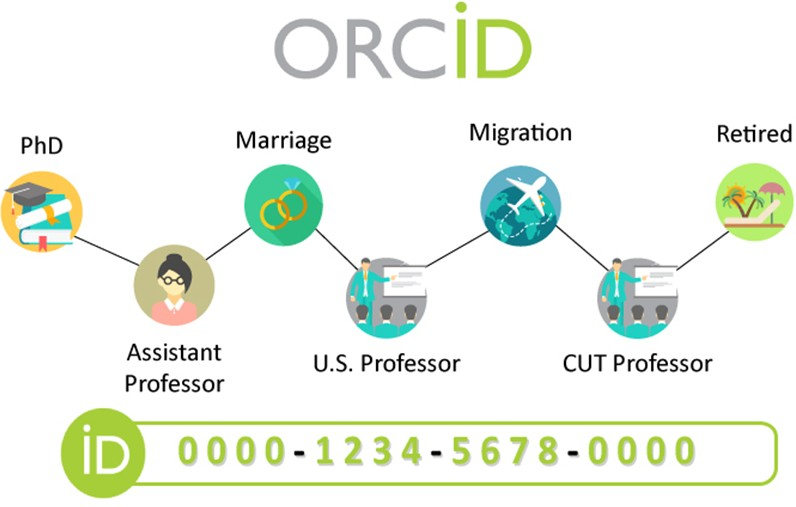 ORCiD
PhD
Marriage
Migration
Retired
Assistant
Professor
U.S. Professor
CUT Professor
iD 0000-1234-5678-0000